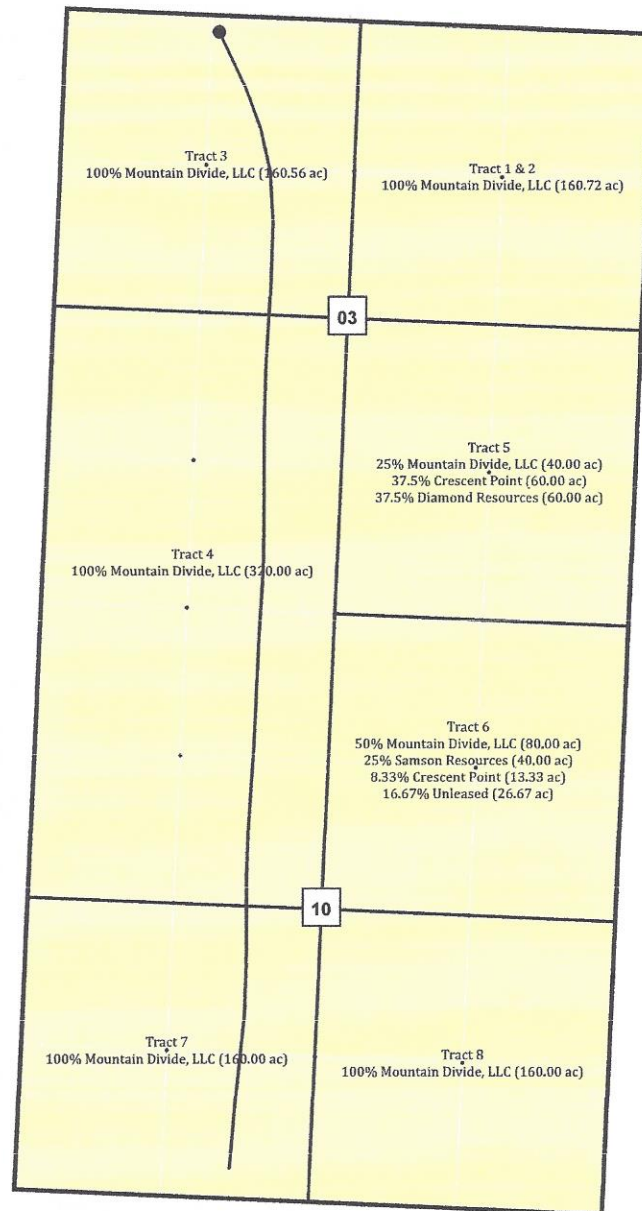 Tract 3
100% Mountain Divide, LLC (160.56 ac)
Tract 1 & 2
100% Mountain Divide, LLC (160.72 ac)
03
Tract 5
25% Mountain Divide, LLC (40.00 ac)
37.5% Crescent Point (60.00 ac)
37.5% Diamond Resources (60.00 ac)
Tract 4
100% Mountain Divide, LLC (320.00 ac)
Tract 6
50% Mountain Divide, LLC (80.00 ac)
25% Samson Resources (40.00 ac)
8.33% Crescent Point (13.33 ac)
16.67% Unleased (26.67 ac)
10
Tract 7
100% Mountain Divide, LLC (160.00 ac)
Tract 8
100% Mountain Divide, LLC (160.00 ac)